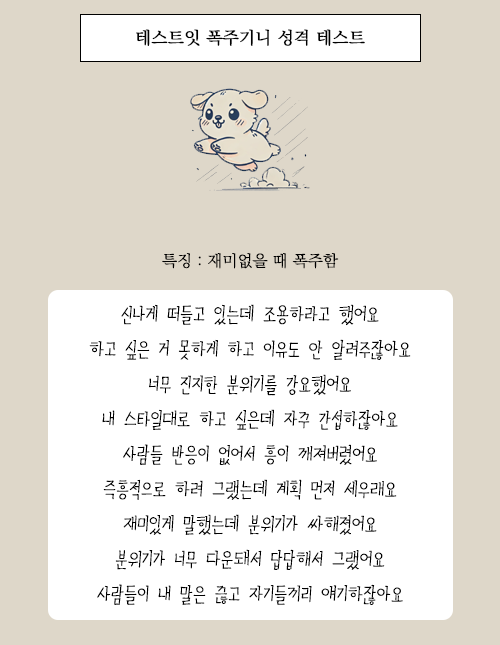 테스트잇 폭주기니 성격 테스트
특징 : 재미없을 때 폭주함
신나게 떠들고 있는데 조용하라고 했어요
하고 싶은 거 못하게 하고 이유도 안 알려주잖아요
너무 진지한 분위기를 강요했어요
내 스타일대로 하고 싶은데 자꾸 간섭하잖아요
사람들 반응이 없어서 흥이 깨져버렸어요
즉흥적으로 하려 그랬는데 계획 먼저 세우래요
재미있게 말했는데 분위기가 싸해졌어요
분위기가 너무 다운돼서 답답해서 그랬어요
사람들이 내 말은 끊고 자기들끼리 얘기하잖아요